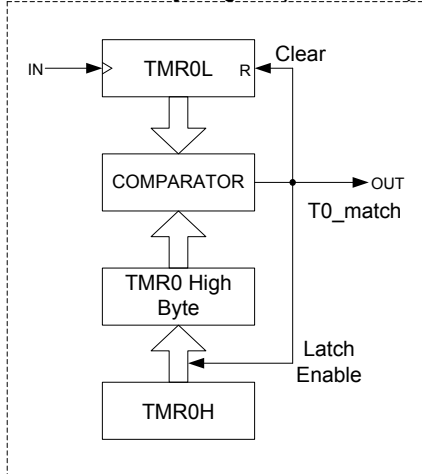 IN
TMR0L
R
Clear
COMPARATOR
OUT
T0_match
TMR0 High
Byte
Latch
Enable
TMR0H